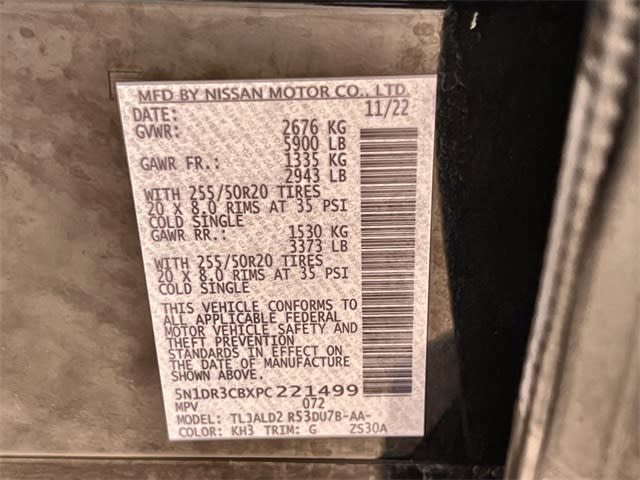 MFD BY NISSAN MOTOR CO., LTD.
DATE: 11/22
GVWR: 2676 KG
5900 LB
GAWR FR.: 1335 KG
2943 LB
WITH 255/50R20 TIRES
20 X 8.0 RIMS AT 35 PSI
COLD SINGLE
GAWR RR.: 1530 KG
3373 LB
WITH 255/50R20 TIRES
20 X 8.0 RIMS AT 35 PSI
COLD SINGLE
THIS VEHICLE CONFORMS TO
ALL APPLICABLE FEDERAL
MOTOR VEHICLE SAFETY AND
THEFT PREVENTION
STANDARDS IN EFFECT ON
THE DATE OF MANUFACTURE
SHOWN ABOVE.
5N1DR3CBXPC221499
MPV 072
MODEL: TLJALD2 R53DU7B-AA-
COLOR: KH3 TRIM: G ZS30A